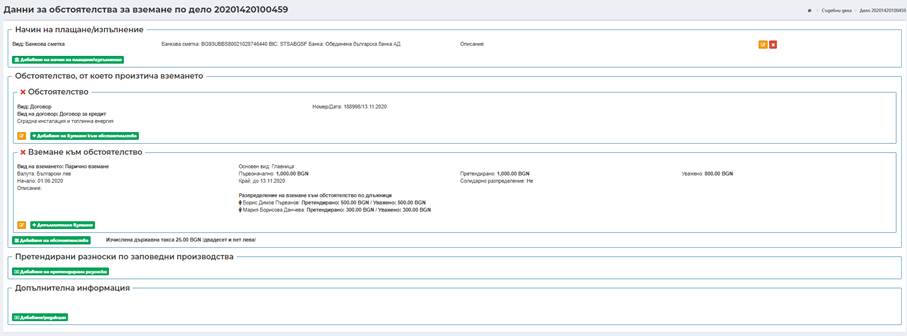 Данни за обстоятелства за вземане по дело 20201420100459
Съдебни дела
Дело 20201420100459
Начин на плащане/изпълнение
Вид: Банкова сметка
Банкова сметка: BG93UBBS80021028746440 BIC: STSABGSF Банка: Обединена българска банка АД
Описание:
Добавяне на начин на плащане/изпълнение
Обстоятелство, от което произтича вземането
Обстоятелство
Вид: Договор
Номер/Дата: 188998/13.11.2020
Вид на договор: Договор за кредит
Сградна инсталация и топлинна енергия
Добавяне на вземане към обстоятелство
Вземане към обстоятелство
Вид на вземането: Парично вземане
Основен вид: Главница
Валута: Български лев
Първоначално: 1,000.00 BGN
Претендирано: 1,000.00 BGN
Уважено: 800.00 BGN
Начало: 01.06.2020
Край: до 13.11.2020
Солидарно разпределение: Не
Описание:
Разпределение на вземане към обстоятелство по длъжници
Борис Димов Първанов: Претендирано: 500.00 BGN / Уважено: 500.00 BGN
Мария Борисова Данчева: Претендирано: 300.00 BGN / Уважено: 300.00 BGN
Допълнително вземане
Добавяне на обстоятелство
Изчислена държавна такса 25.00 BGN /двадесет и пет лева/
Претендирани разноски по заповедни производства
Добавяне на претендирани разноски
Допълнителна информация
Добавяне/редакция